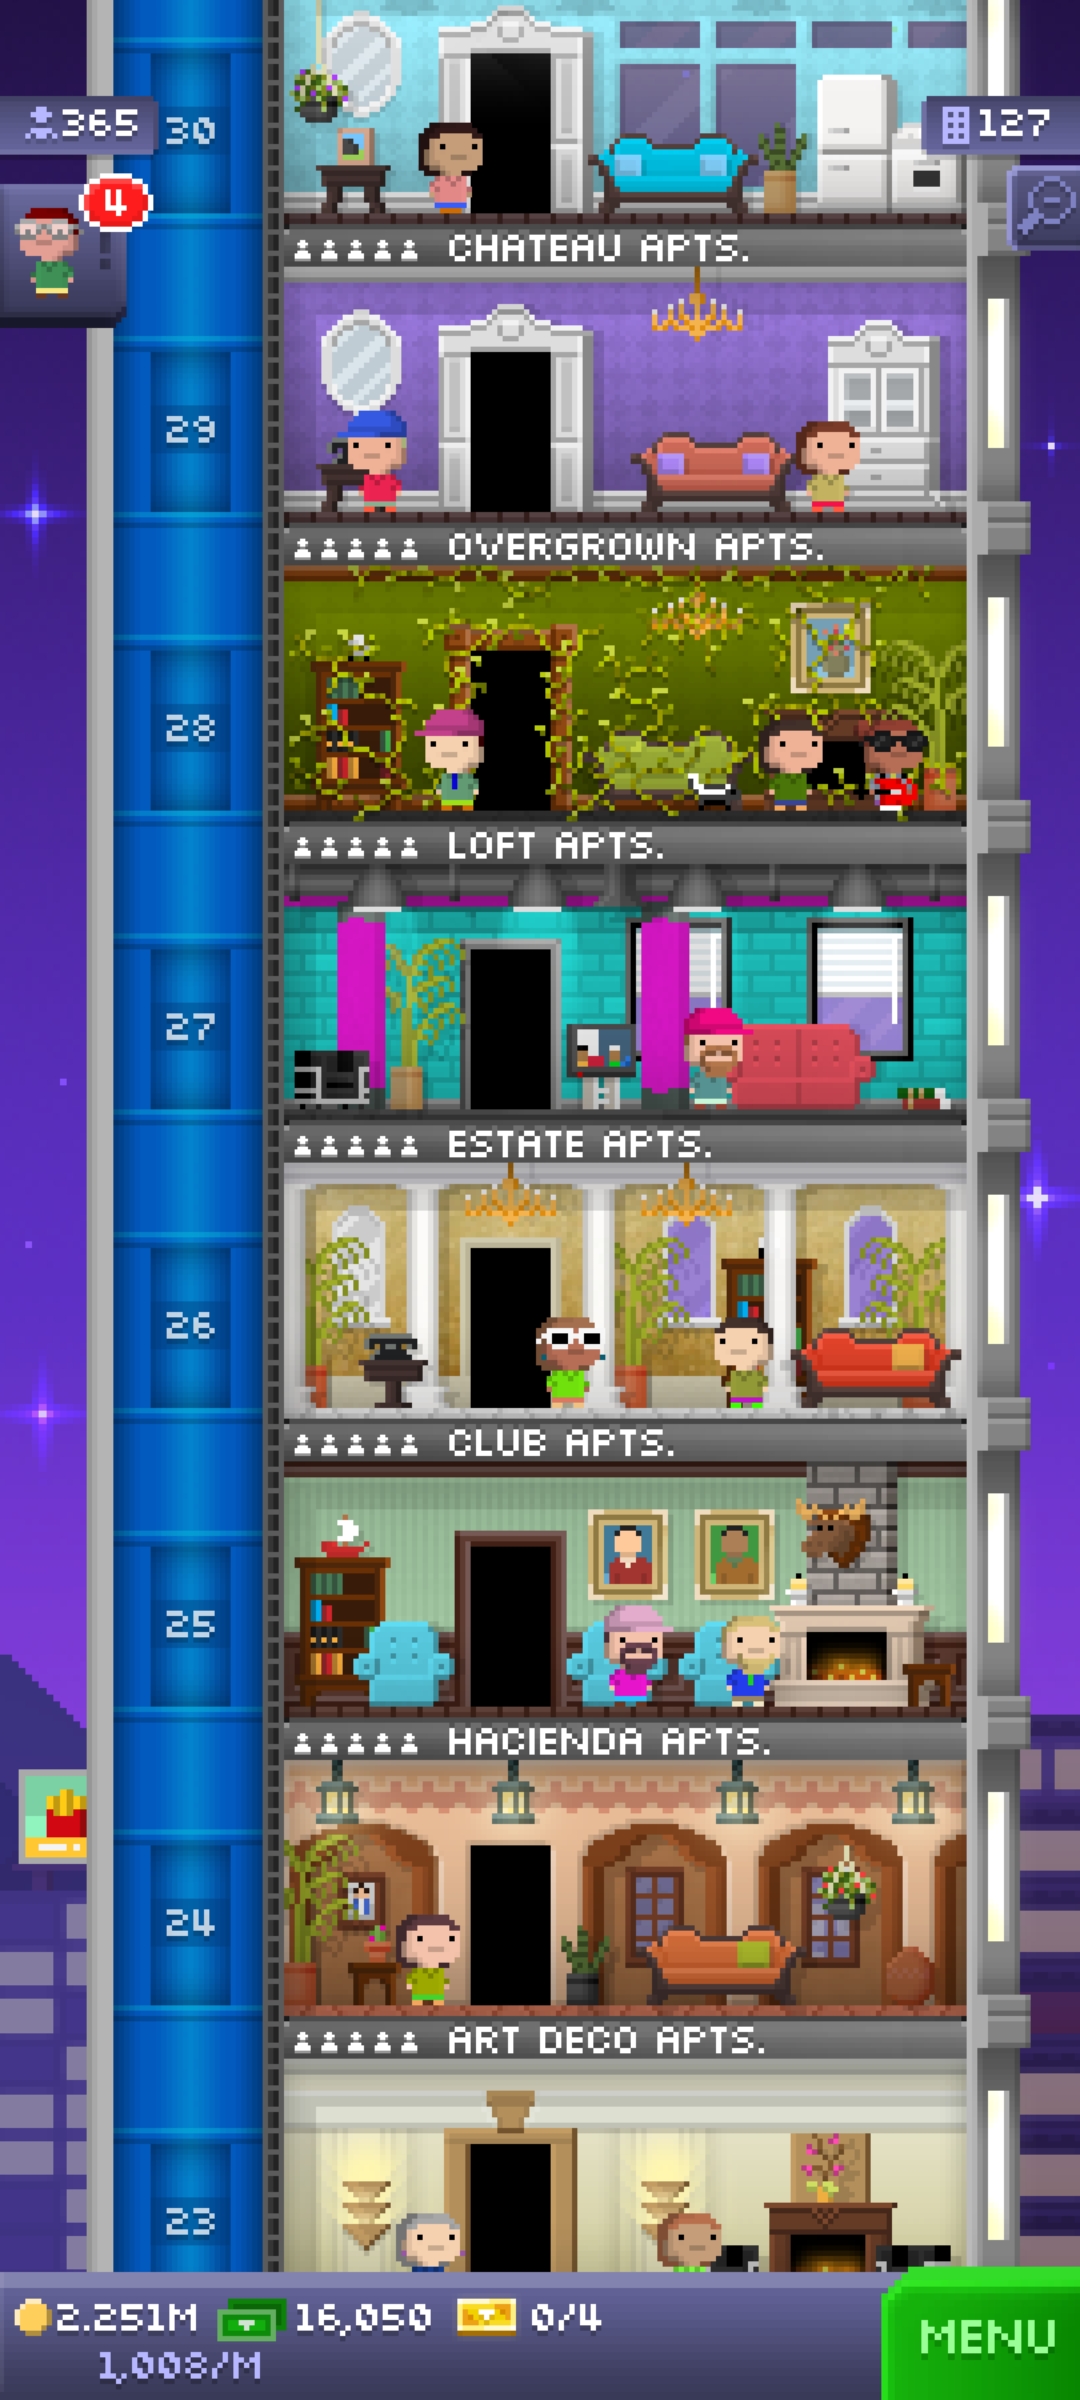 365
30
127
4
CHATEAU APTS.
29
OVERGROWN APTS.
28
LOFT APTS.
27
ESTATE APTS.
26
CLUB APTS.
25
HACIENDA APTS.
24
ART DECO APTS.
23
2.251M 16,050 0/4
1,008/M
MENU